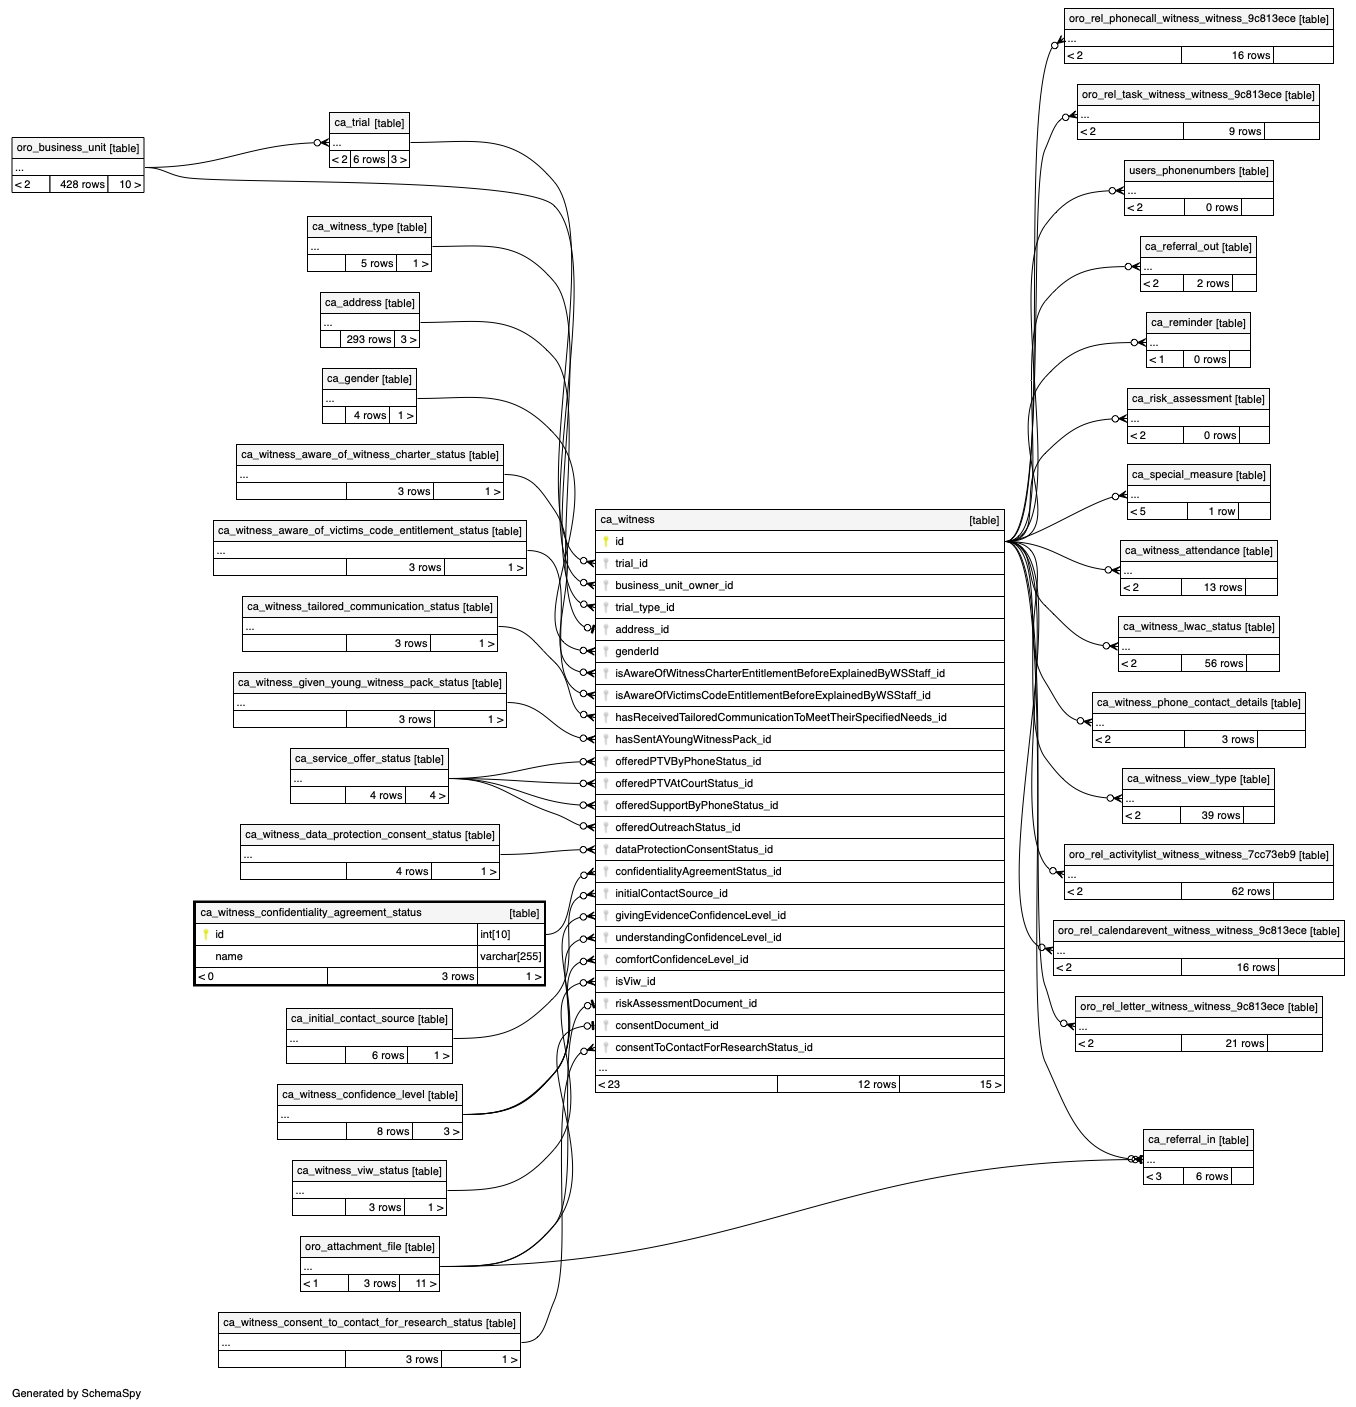 oro_business_unit [table]
...
< 2 428 rows 10 >
ca_trial [table]
...
< 2 6 rows 3 >
ca_witness_type [table]
...
5 rows 1 >
ca_address [table]
...
293 rows 3 >
ca_gender [table]
...
4 rows 1 >
ca_witness_aware_of_witness_charter_status [table]
...
3 rows 1 >
ca_witness_aware_of_victims_code_entitlement_status [table]
...
3 rows 1 >
ca_witness_tailored_communication_status [table]
...
3 rows 1 >
ca_witness_given_young_witness_pack_status [table]
...
3 rows 1 >
ca_service_offer_status [table]
...
4 rows 4 >
ca_witness_data_protection_consent_status [table]
...
4 rows 1 >
ca_witness_confidentiality_agreement_status [table]
id int[10]
name varchar[255]
< 0 3 rows 1 >
ca_initial_contact_source [table]
...
6 rows 1 >
ca_witness_confidence_level [table]
...
8 rows 3 >
ca_witness_viw_status [table]
...
3 rows 1 >
oro_attachment_file [table]
...
< 1 3 rows 11 >
ca_witness_consent_to_contact_for_research_status [table]
...
3 rows 1 >
ca_witness [table]
id
trial_id
business_unit_owner_id
trial_type_id
address_id
genderId
isAwareOfWitnessCharterEntitlementBeforeExplainedByWSStaff_id
isAwareOfVictimsCodeEntitlementBeforeExplainedByWSStaff_id
hasReceivedTailoredCommunicationToMeetTheirSpecifiedNeeds_id
hasSentAYoungWitnessPack_id
offeredPTVByPhoneStatus_id
offeredPTVAtCourtStatus_id
offeredSupportByPhoneStatus_id
offeredOutreachStatus_id
dataProtectionConsentStatus_id
confidentialityAgreementStatus_id
initialContactSource_id
givingEvidenceConfidenceLevel_id
understandingConfidenceLevel_id
comfortConfidenceLevel_id
isViw_id
riskAssessmentDocument_id
consentDocument_id
consentToContactForResearchStatus_id
...
< 23 12 rows 15 >
oro_rel_phonecall_witness_witness_9c813ece [table]
...
< 2 16 rows
oro_rel_task_witness_witness_9c813ece [table]
...
< 2 9 rows
users_phonenumbers [table]
...
< 2 0 rows
ca_referral_out [table]
...
< 2 2 rows
ca_reminder [table]
...
< 1 0 rows
ca_risk_assessment [table]
...
< 2 0 rows
ca_special_measure [table]
...
< 5 1 row
ca_witness_attendance [table]
...
< 2 13 rows
ca_witness_lwac_status [table]
...
< 2 56 rows
ca_witness_phone_contact_details [table]
...
< 2 3 rows
ca_witness_view_type [table]
...
< 2 39 rows
oro_rel_activitylist_witness_witness_7cc73eb9 [table]
...
< 2 62 rows
oro_rel_calendarevent_witness_witness_9c813ece [table]
...
< 2 16 rows
oro_rel_letter_witness_witness_9c813ece [table]
...
< 2 21 rows
ca_referral_in [table]
...
< 3 6 rows
Generated by SchemaSpy